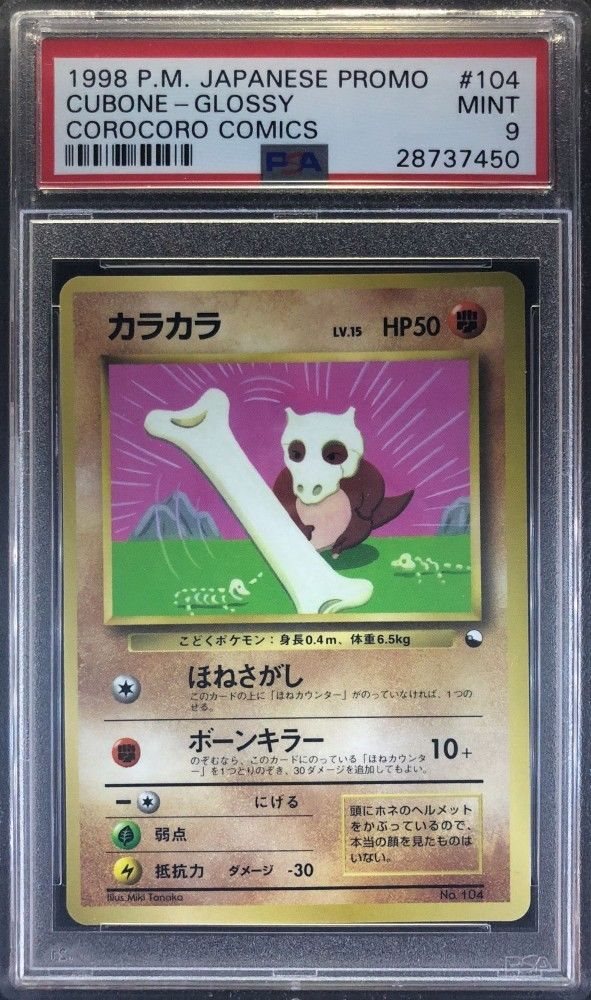 1998 P.M. JAPANESE PROMO #104
CUBONE - GLOSSY MINT
COROCORO COMICS 9
PSA 28737450
カラカラ LV.15 HP50
こどくポケモン：身長0.4m、体重6.5kg
ほねさがし
このカードの上に「ほねカウンター」がのっていなければ、1つの
せる。
ボーンキラー 10+
のぞむなら、このカードにのっている「ほねカウンタ
ー」を1つとりのぞき、30ダメージを追加してもよい。
にげる
弱点
抵抗力 ダメージ -30
頭にホネのヘルメット
をかぶっているので、
本当の顔を見たものは
いない。
Illus. Miki Tanaka No. 104
PSA